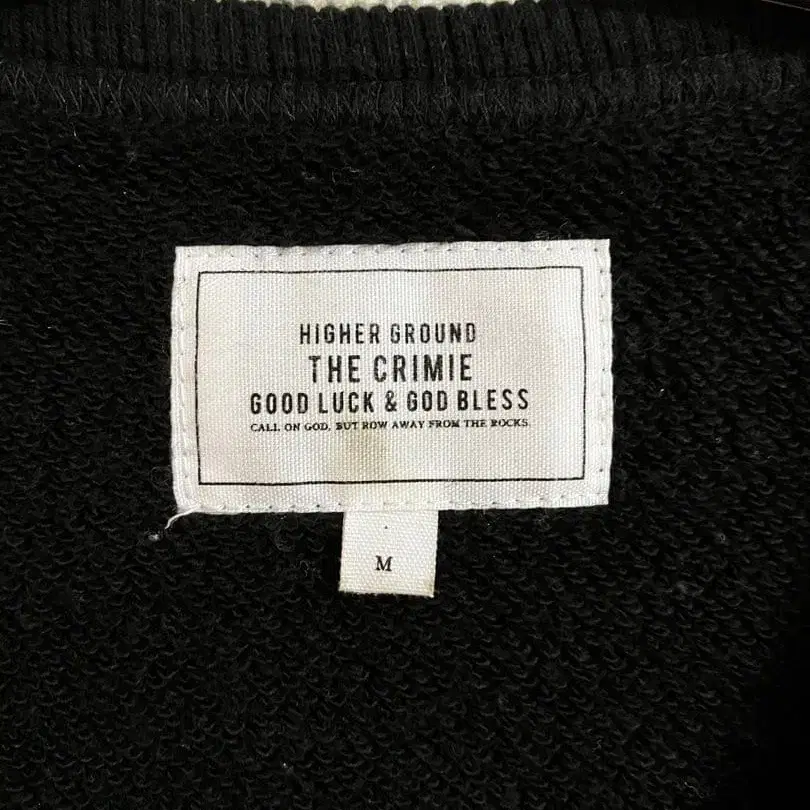 HIGHER GROUND
THE CRIMIE
GOOD LUCK & GOD BLESS
CALL ON GOD, BUT ROW AWAY FROM THE ROCKS.
M